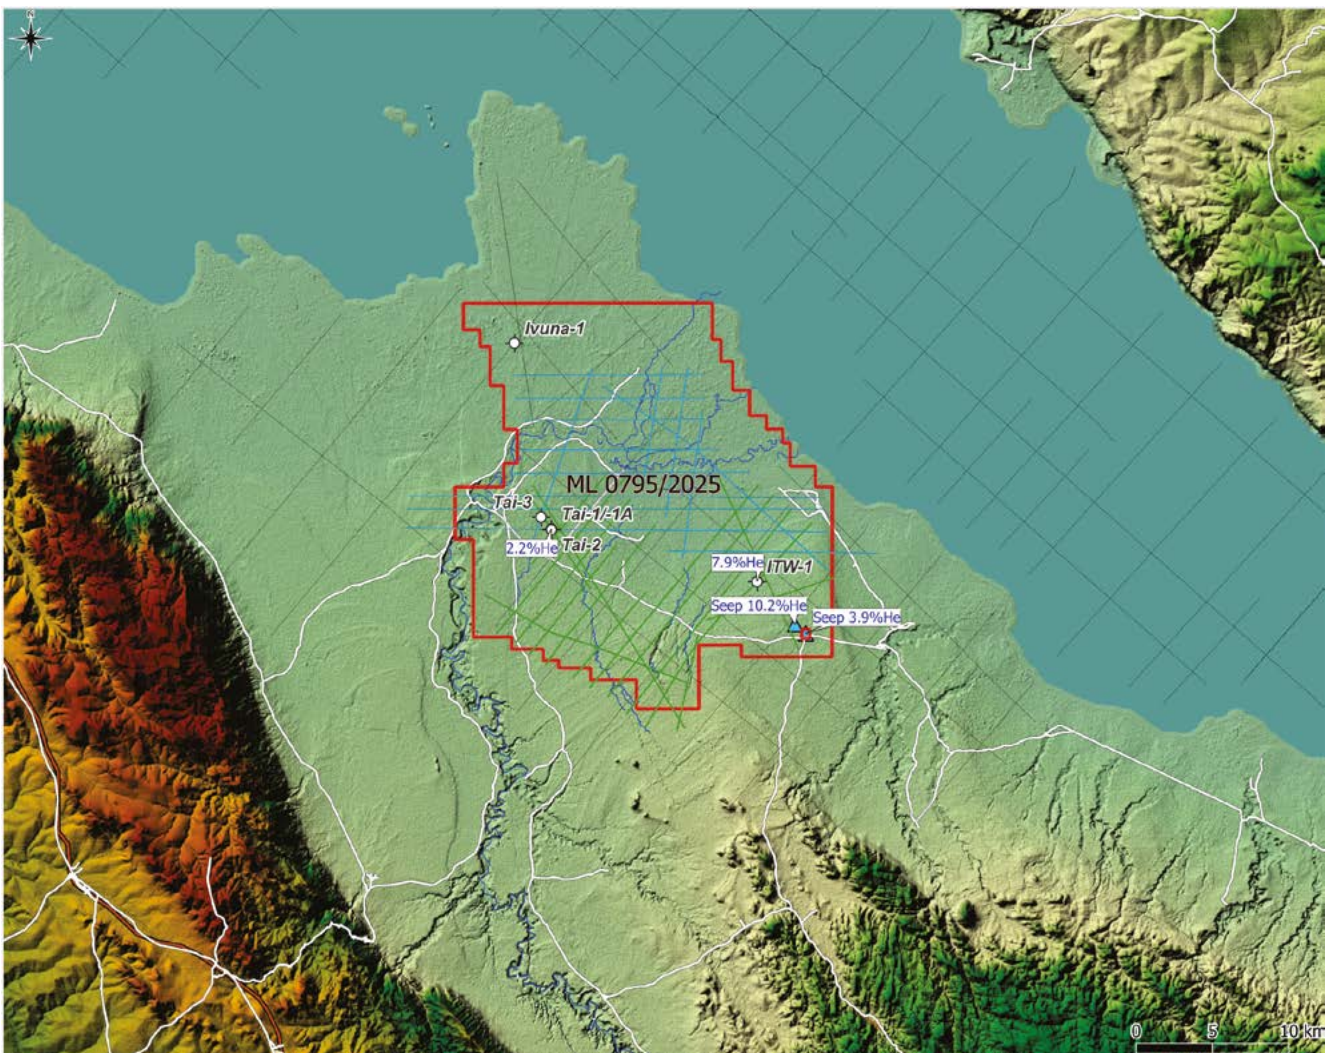 N
Ivuna-1
ML 0795/2025
Tai-3
Tai-1/-1A
2.2%He
Tai-2
7.9%He
ITW-1
Seep 10.2%He
Seep 3.9%He
0 5 10 km